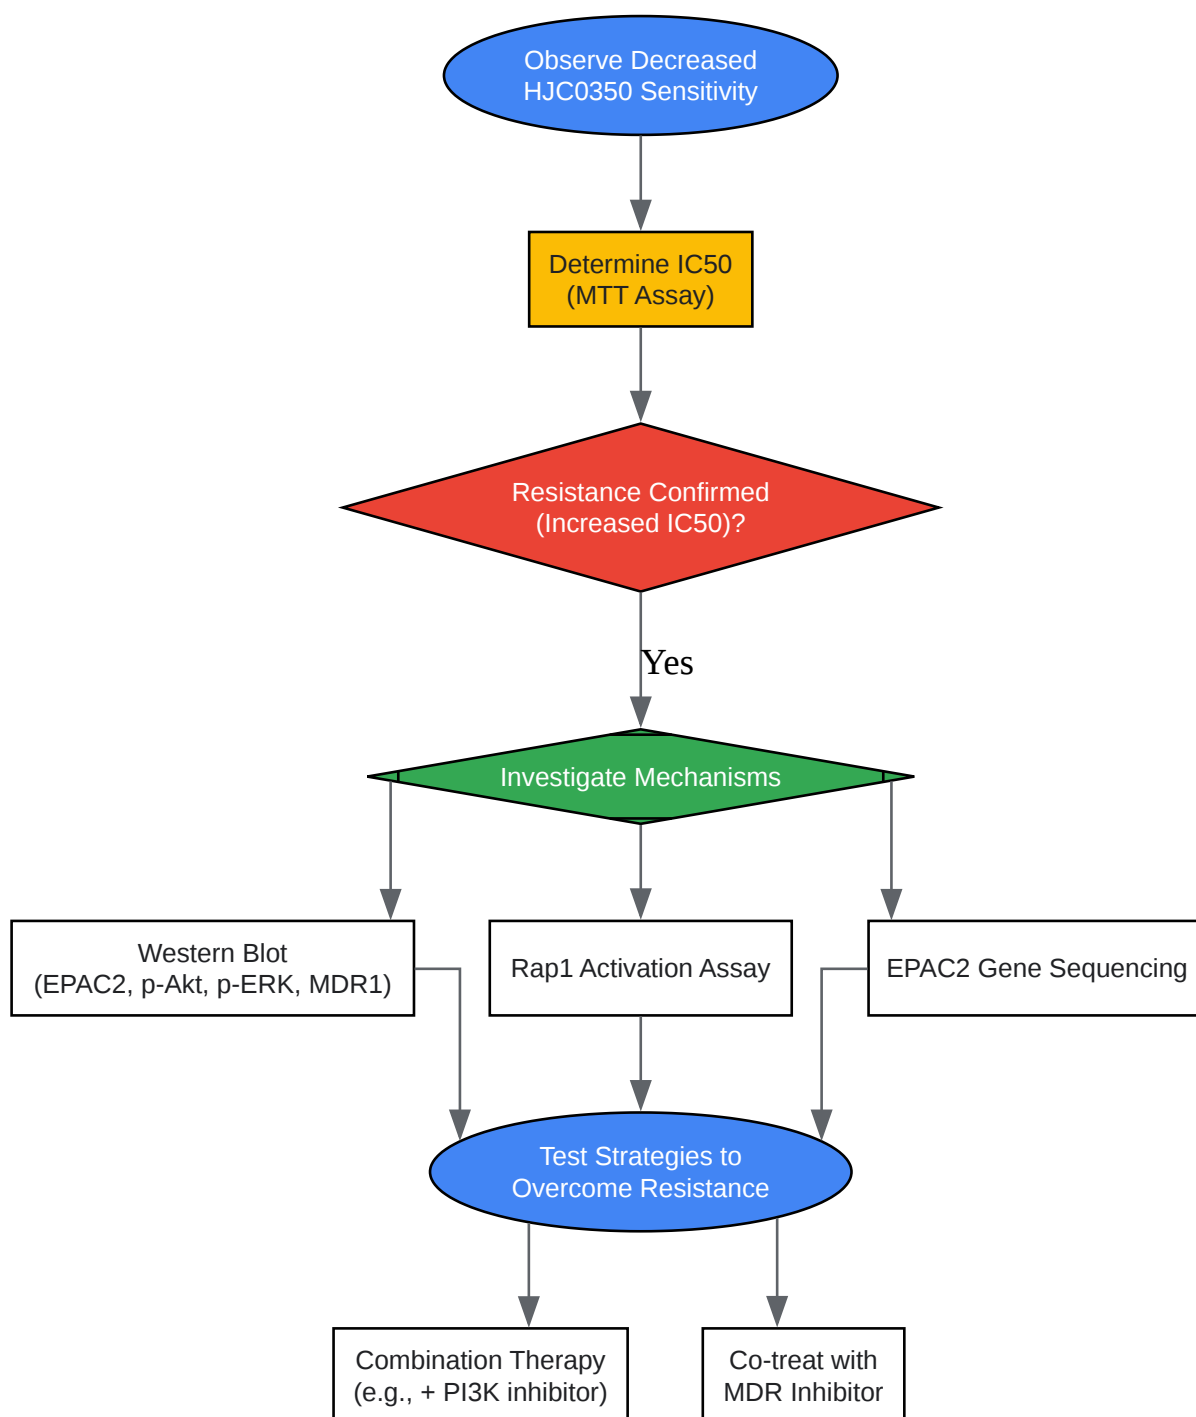 Observe Decreased
HJC0350 Sensitivity
Determine IC50
(MTT Assay)
Resistance Confirmed
(Increased IC50)?
Yes
Investigate Mechanisms
Western Blot
(EPAC2, p-Akt, p-ERK, MDR1)
Rap1 Activation Assay
EPAC2 Gene Sequencing
Test Strategies to
Overcome Resistance
Combination Therapy
(e.g., + PI3K inhibitor)
Co-treat with
MDR Inhibitor